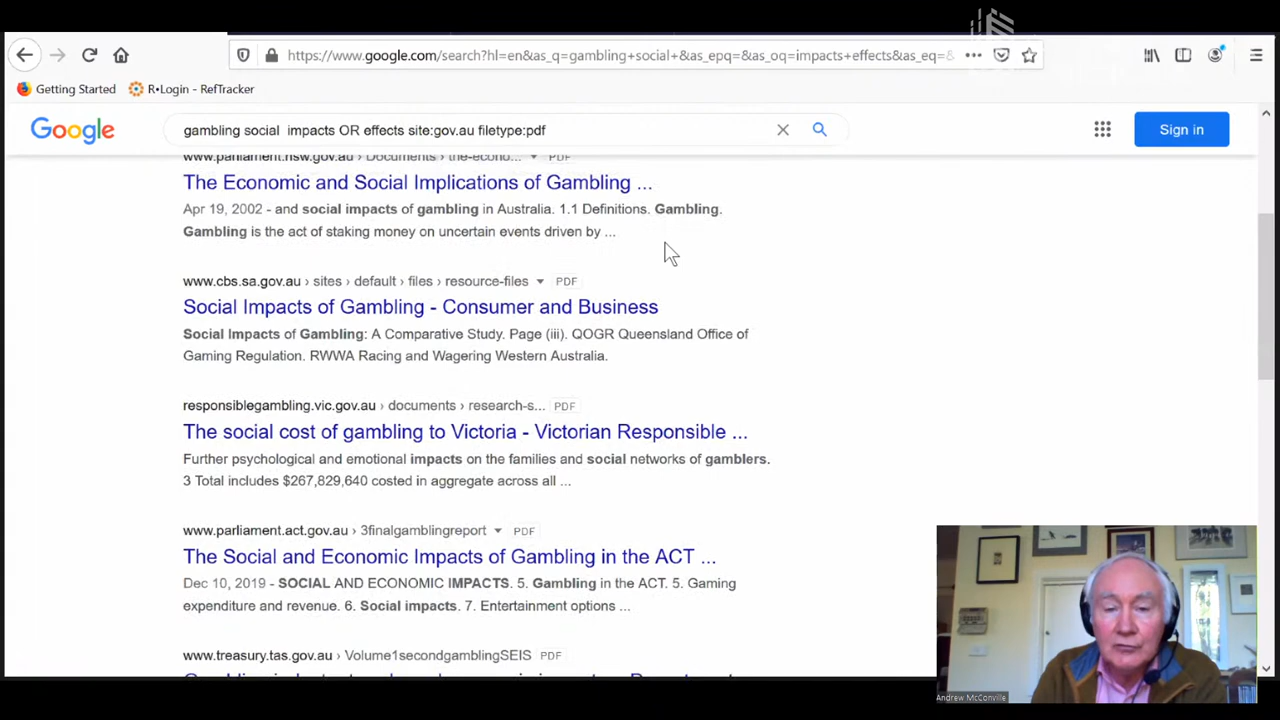 https://www.google.com/search?hl=en&as_q=gambling+social+&as_epq=&as_oq=impacts+effects&as_eq=&
Getting Started R•Login - RefTracker
Google
gambling social  impacts OR effects site:gov.au filetype:pdf
Sign in
www.parliament.nsw.gov.au › Documents › the-econo... PDF
The Economic and Social Implications of Gambling ...
Apr 19, 2002 - and social impacts of gambling in Australia. 1.1 Definitions. Gambling.
Gambling is the act of staking money on uncertain events driven by ...
www.cbs.sa.gov.au › sites › default › files › resource-files PDF
Social Impacts of Gambling - Consumer and Business
Social Impacts of Gambling: A Comparative Study. Page (iii). QOGR Queensland Office of
Gaming Regulation. RWWA Racing and Wagering Western Australia.
responsiblegambling.vic.gov.au › documents › research-s... PDF
The social cost of gambling to Victoria - Victorian Responsible ...
Further psychological and emotional impacts on the families and social networks of gamblers.
3 Total includes $267,829,640 costed in aggregate across all ...
www.parliament.act.gov.au › 3finalgamblingreport PDF
The Social and Economic Impacts of Gambling in the ACT ...
Dec 10, 2019 - SOCIAL AND ECONOMIC IMPACTS. 5. Gambling in the ACT. 5. Gaming
expenditure and revenue. 6. Social impacts. 7. Entertainment options ...
www.treasury.tas.gov.au › Volume1secondgamblingSEIS PDF
Andrew McConville